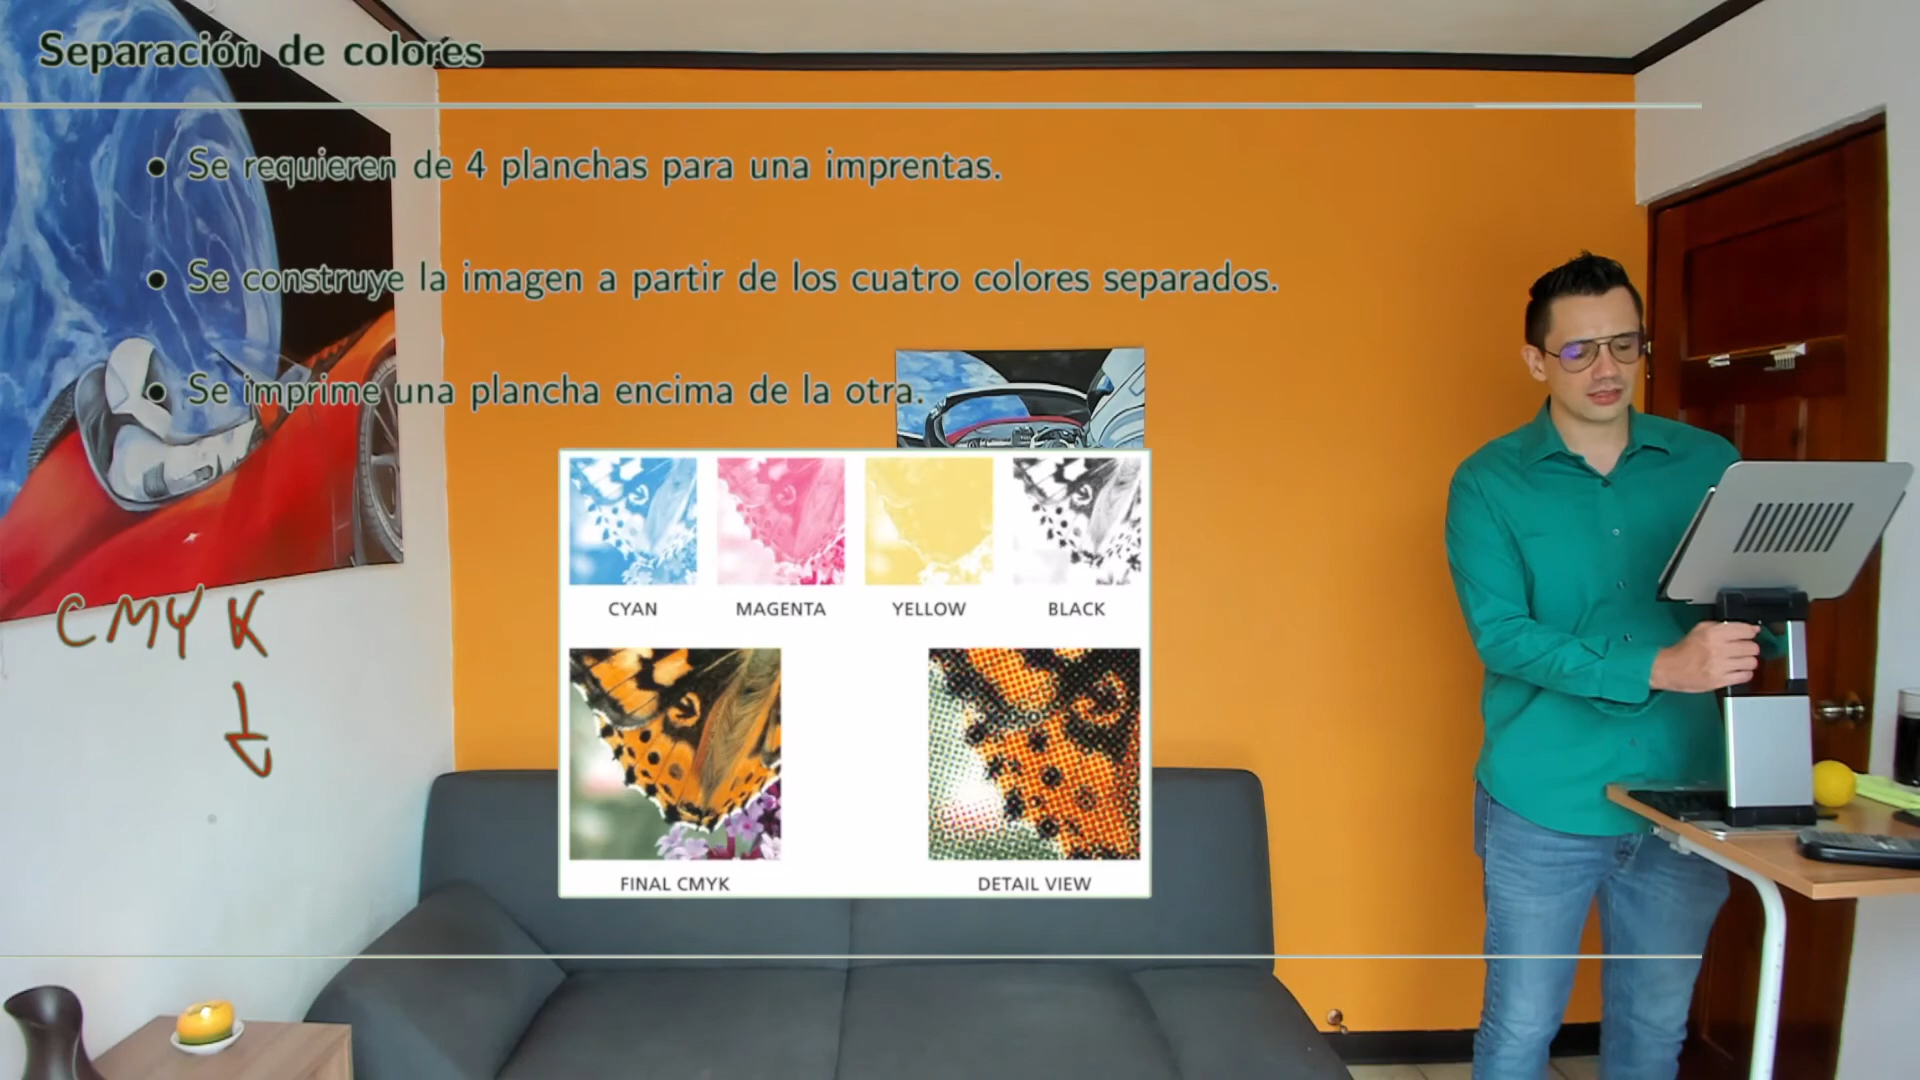 Separación de colores
• Se requieren de 4 planchas para una imprentas.
• Se construye la imagen a partir de los cuatro colores separados.
• Se imprime una plancha encima de la otra.
CYAN MAGENTA YELLOW BLACK
CMYK
FINAL CMYK DETAIL VIEW